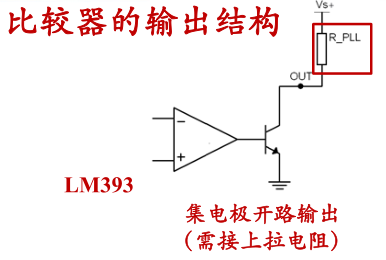 比较器的输出结构
Vs+
R_PLL
OUT
−
+
LM393
集电极开路输出
(需接上拉电阻)